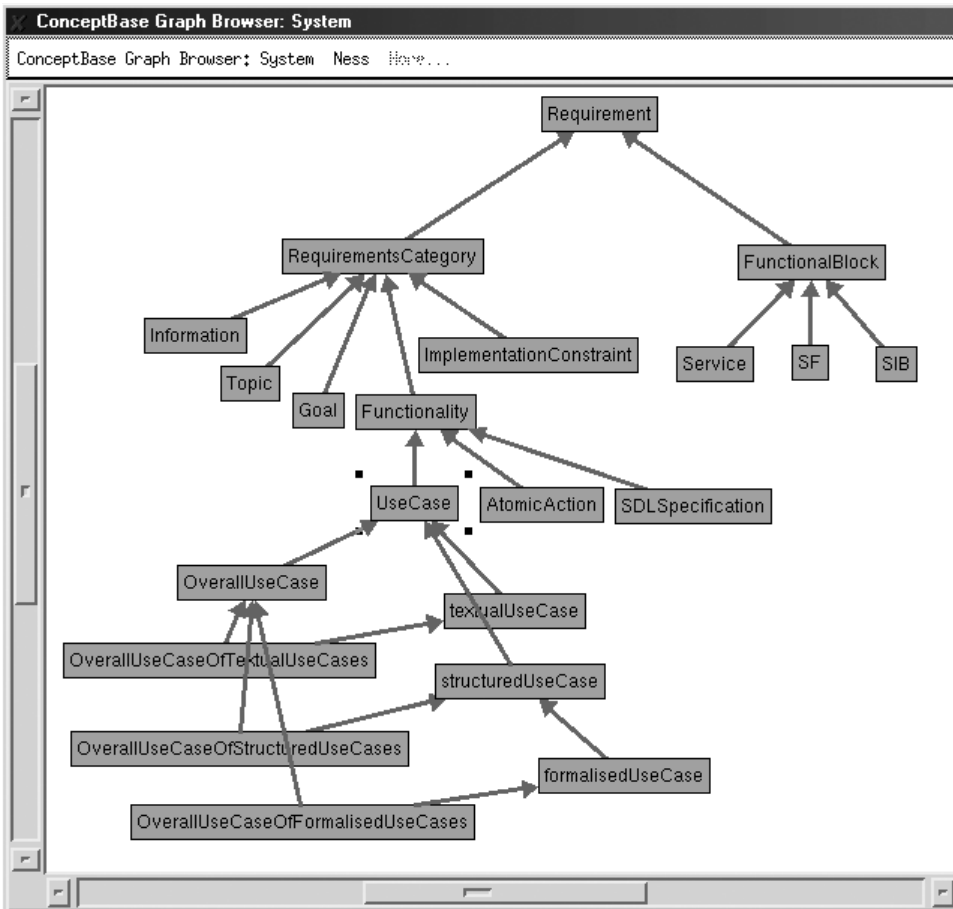 ConceptBase Graph Browser: System
ConceptBase Graph Browser: System Ness More...
Requirement
RequirementsCategory
FunctionalBlock
Information
ImplementationConstraint
Service
SF
SIB
Topic
Goal
Functionality
UseCase
AtomicAction
SDLSpecification
OverallUseCase
textualUseCase
OverallUseCaseOfTextualUseCases
structuredUseCase
OverallUseCaseOfStructuredUseCases
formalisedUseCase
OverallUseCaseOfFormalisedUseCases